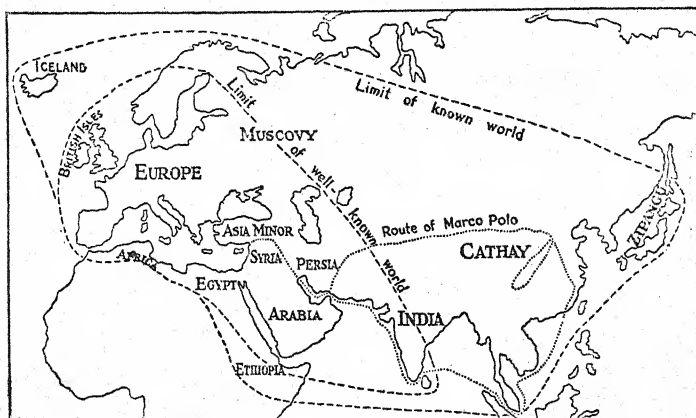 ICELAND
BRITISH ISLES
Limit of known world
Limit of well known world
MUSCOVY
EUROPE
ZIPANGU
Route of Marco Polo
ASIA MINOR
CATHAY
AFRICA
SYRIA
PERSIA
EGYPT
ARABIA
INDIA
ETHIOPIA